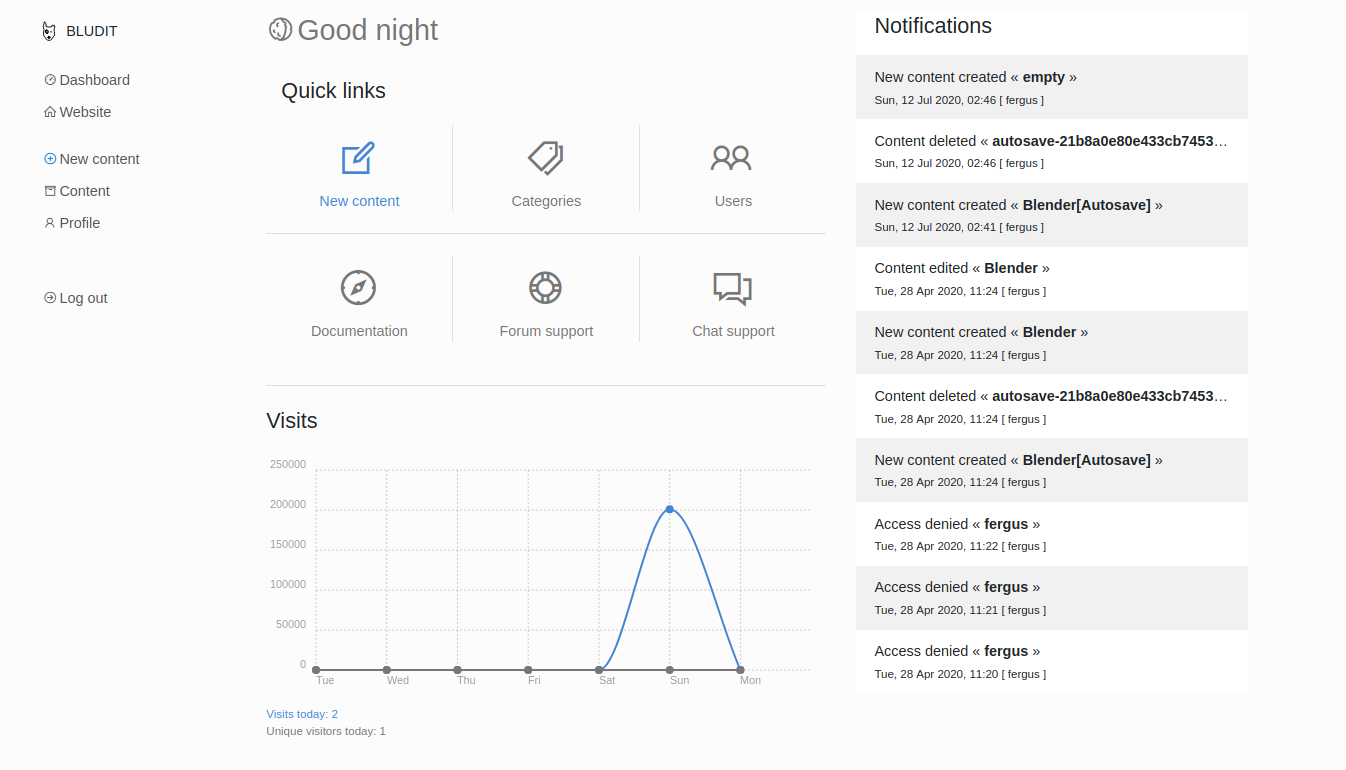 BLUDIT
Dashboard
Website
New content
Content
Profile
Log out
Good night
Quick links
New content
Categories
Users
Documentation
Forum support
Chat support
Visits
250000
200000
150000
100000
50000
0
Tue Wed Thu Fri Sat Sun Mon
Visits today: 2
Unique visitors today: 1
Notifications
New content created « empty »
Sun, 12 Jul 2020, 02:46 [ fergus ]
Content deleted « autosave-21b8a0e80e433cb7453…
Sun, 12 Jul 2020, 02:46 [ fergus ]
New content created « Blender[Autosave] »
Sun, 12 Jul 2020, 02:41 [ fergus ]
Content edited « Blender »
Tue, 28 Apr 2020, 11:24 [ fergus ]
New content created « Blender »
Tue, 28 Apr 2020, 11:24 [ fergus ]
Content deleted « autosave-21b8a0e80e433cb7453…
Tue, 28 Apr 2020, 11:24 [ fergus ]
New content created « Blender[Autosave] »
Tue, 28 Apr 2020, 11:24 [ fergus ]
Access denied « fergus »
Tue, 28 Apr 2020, 11:22 [ fergus ]
Access denied « fergus »
Tue, 28 Apr 2020, 11:21 [ fergus ]
Access denied « fergus »
Tue, 28 Apr 2020, 11:20 [ fergus ]